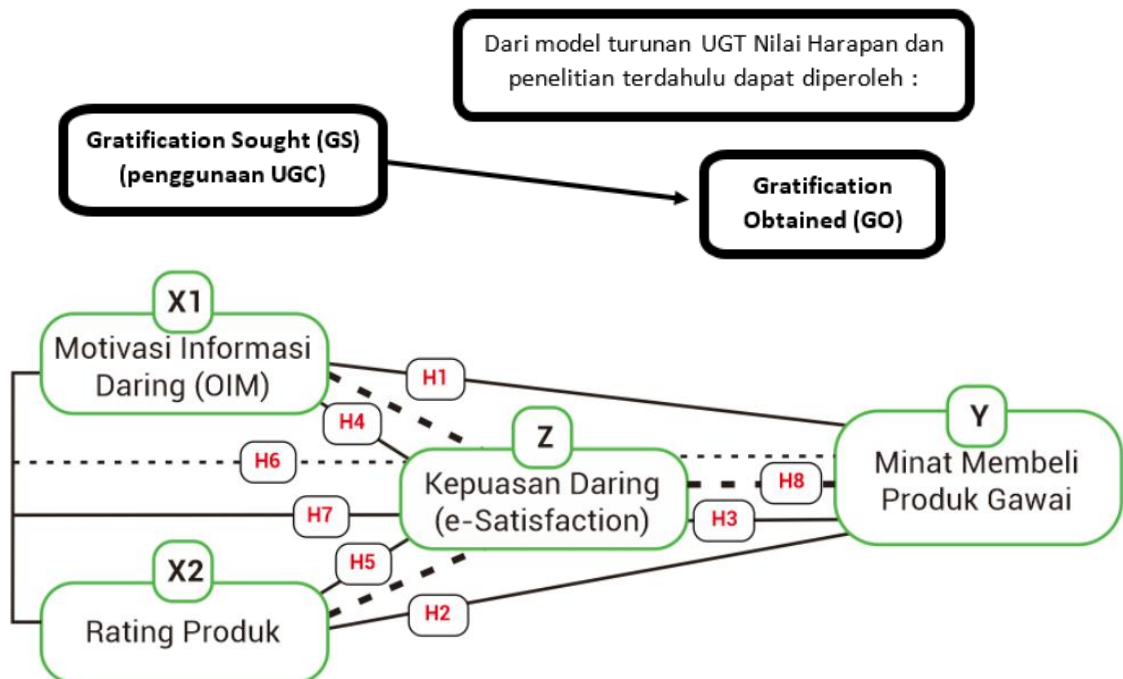 Dari model turunan UGT Nilai Harapan dan
penelitian terdahulu dapat diperoleh :
Gratification Sought (GS)
(penggunaan UGC)
Gratification
Obtained (GO)
X1
Motivasi Informasi
Daring (OIM)
H1
H4
Z
Y
H6
Kepuasan Daring
(e-Satisfaction)
H8
Minat Membeli
Produk Gawai
H7
H3
H5
X2
Rating Produk
H2